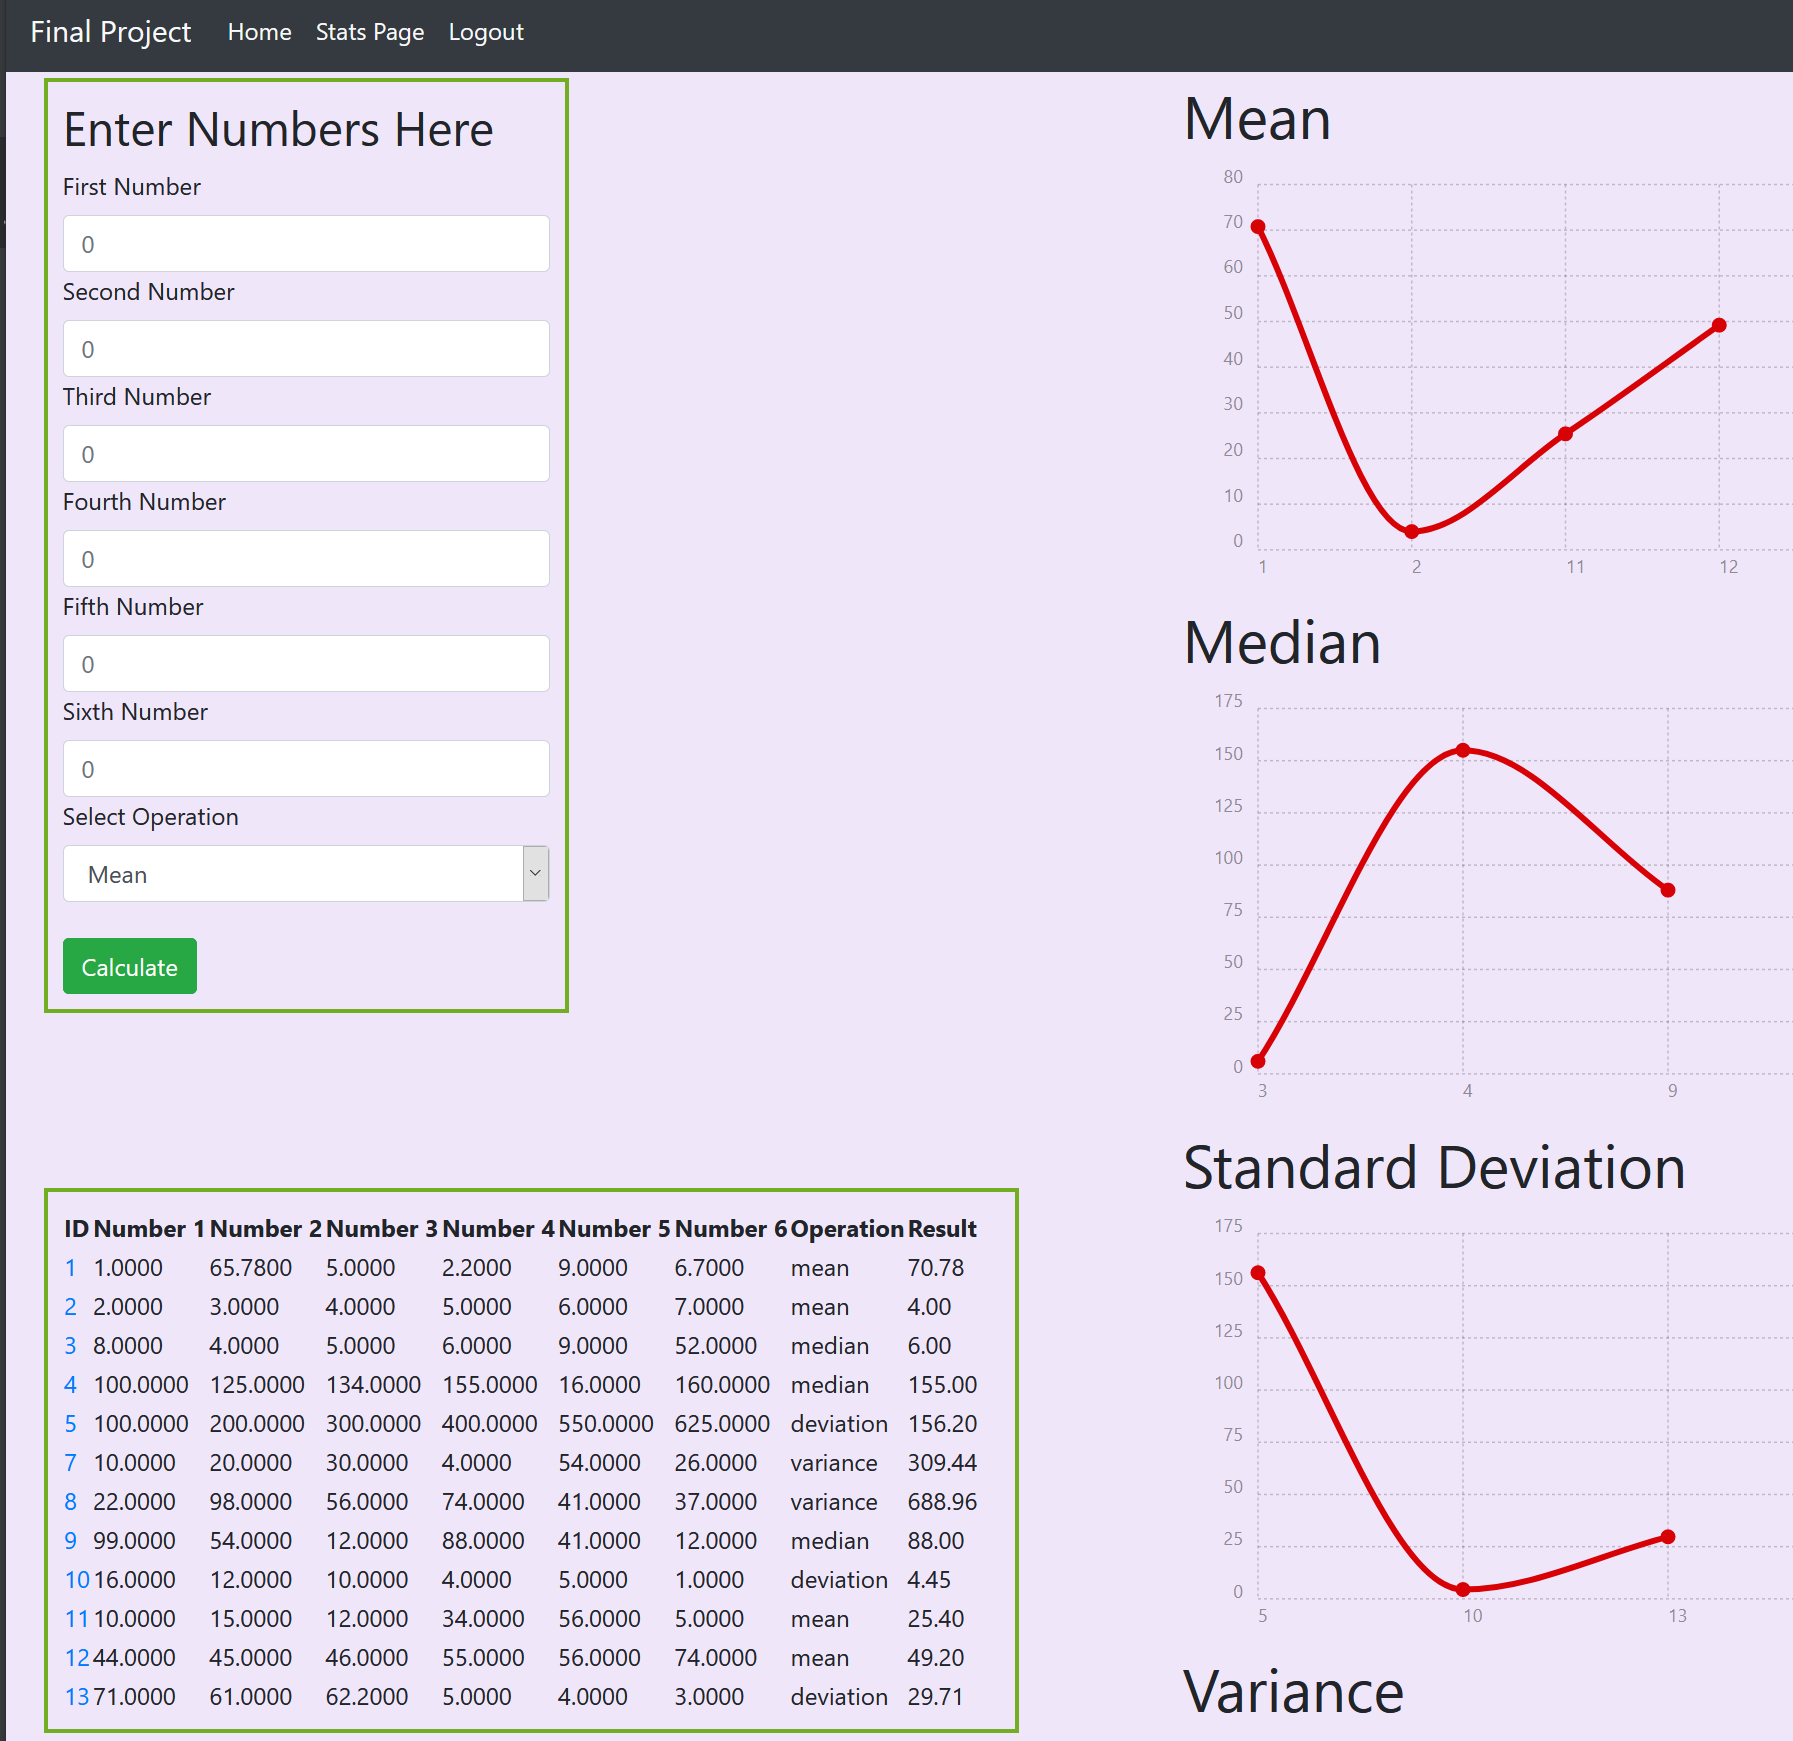 Final Project Home Stats Page Logout
Enter Numbers Here
First Number
0
Second Number
0
Third Number
0
Fourth Number
0
Fifth Number
0
Sixth Number
0
Select Operation
Mean
Calculate
ID Number 1 Number 2 Number 3 Number 4 Number 5 Number 6 Operation Result
1 1.0000 65.7800 5.0000 2.2000 9.0000 6.7000 mean 70.78
2 2.0000 3.0000 4.0000 5.0000 6.0000 7.0000 mean 4.00
3 8.0000 4.0000 5.0000 6.0000 9.0000 52.0000 median 6.00
4 100.0000 125.0000 134.0000 155.0000 16.0000 160.0000 median 155.00
5 100.0000 200.0000 300.0000 400.0000 550.0000 625.0000 deviation 156.20
7 10.0000 20.0000 30.0000 4.0000 54.0000 26.0000 variance 309.44
8 22.0000 98.0000 56.0000 74.0000 41.0000 37.0000 variance 688.96
9 99.0000 54.0000 12.0000 88.0000 41.0000 12.0000 median 88.00
10 16.0000 12.0000 10.0000 4.0000 5.0000 1.0000 deviation 4.45
11 10.0000 15.0000 12.0000 34.0000 56.0000 5.0000 mean 25.40
12 44.0000 45.0000 46.0000 55.0000 56.0000 74.0000 mean 49.20
13 71.0000 61.0000 62.2000 5.0000 4.0000 3.0000 deviation 29.71
Mean
80
70
60
50
40
30
20
10
0
1 2 11 12
Median
175
150
125
100
75
50
25
0
3 4 9
Standard Deviation
175
150
125
100
75
50
25
0
5 10 13
Variance